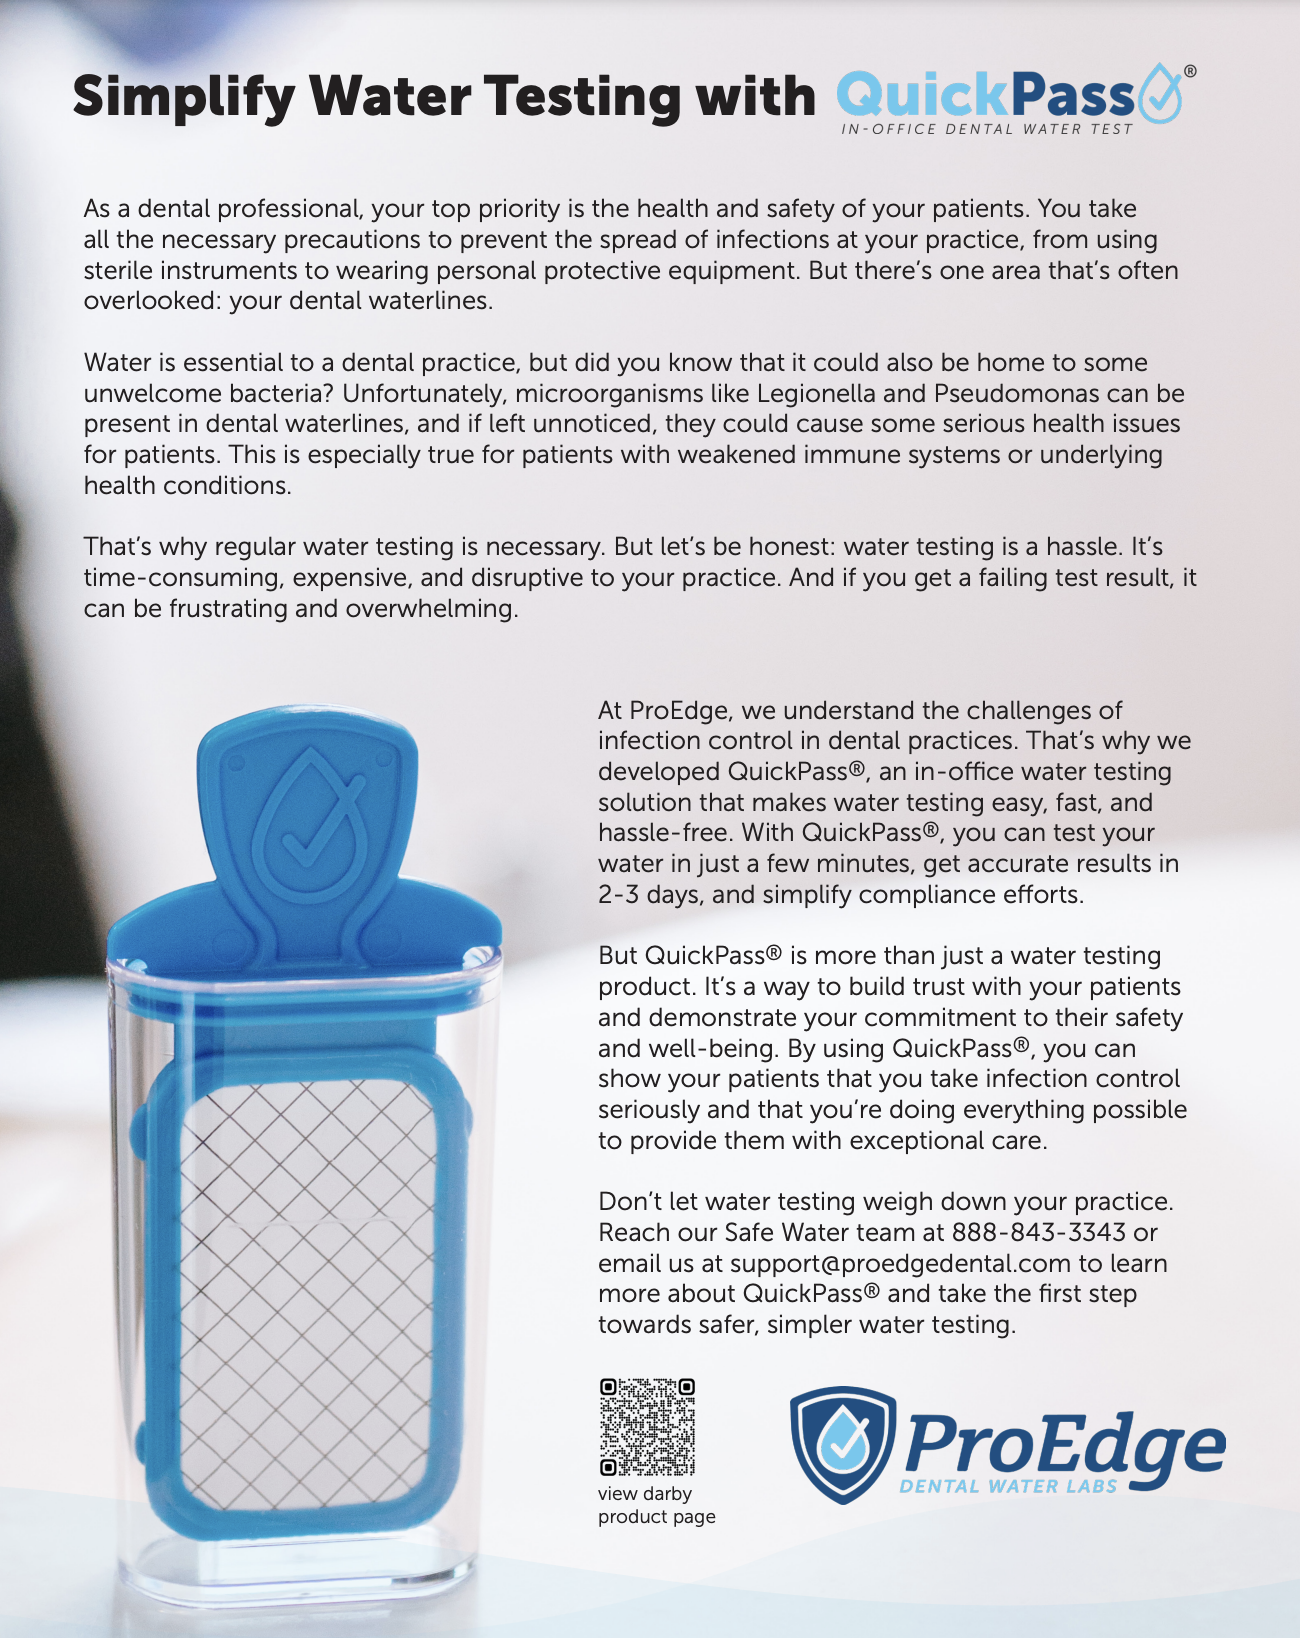 Simplify Water Testing with QuickPass®
IN-OFFICE DENTAL WATER TEST
As a dental professional, your top priority is the health and safety of your patients. You take
all the necessary precautions to prevent the spread of infections at your practice, from using
sterile instruments to wearing personal protective equipment. But there's one area that's often
overlooked: your dental waterlines.
Water is essential to a dental practice, but did you know that it could also be home to some
unwelcome bacteria? Unfortunately, microorganisms like Legionella and Pseudomonas can be
present in dental waterlines, and if left unnoticed, they could cause some serious health issues
for patients. This is especially true for patients with weakened immune systems or underlying
health conditions.
That's why regular water testing is necessary. But let's be honest: water testing is a hassle. It's
time-consuming, expensive, and disruptive to your practice. And if you get a failing test result, it
can be frustrating and overwhelming.
At ProEdge, we understand the challenges of
infection control in dental practices. That's why we
developed QuickPass®, an in-office water testing
solution that makes water testing easy, fast, and
hassle-free. With QuickPass®, you can test your
water in just a few minutes, get accurate results in
2-3 days, and simplify compliance efforts.
But QuickPass® is more than just a water testing
product. It's a way to build trust with your patients
and demonstrate your commitment to their safety
and well-being. By using QuickPass®, you can
show your patients that you take infection control
seriously and that you're doing everything possible
to provide them with exceptional care.
Don't let water testing weigh down your practice.
Reach our Safe Water team at 888-843-3343 or
email us at support@proedgedental.com to learn
more about QuickPass® and take the first step
towards safer, simpler water testing.
view darby
product page
ProEdge
DENTAL WATER LABS